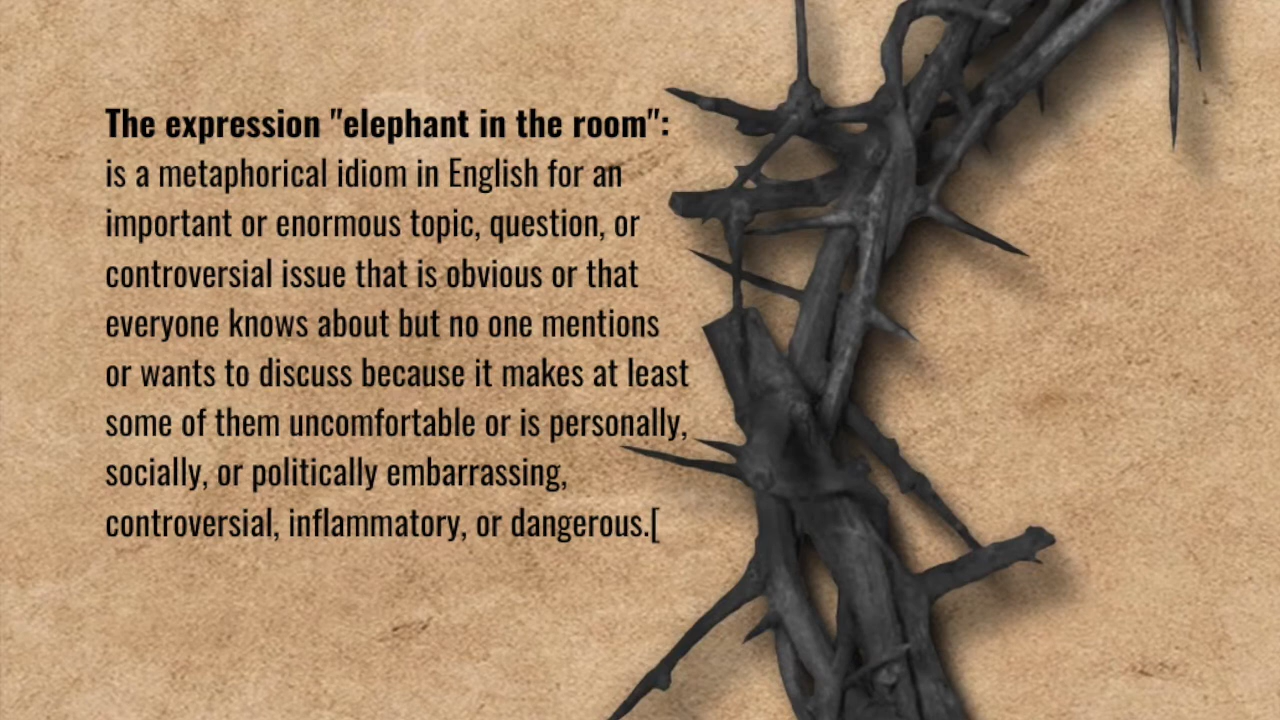 The expression "elephant in the room":
is a metaphorical idiom in English for an
important or enormous topic, question, or
controversial issue that is obvious or that
everyone knows about but no one mentions
or wants to discuss because it makes at least
some of them uncomfortable or is personally,
socially, or politically embarrassing,
controversial, inflammatory, or dangerous.[